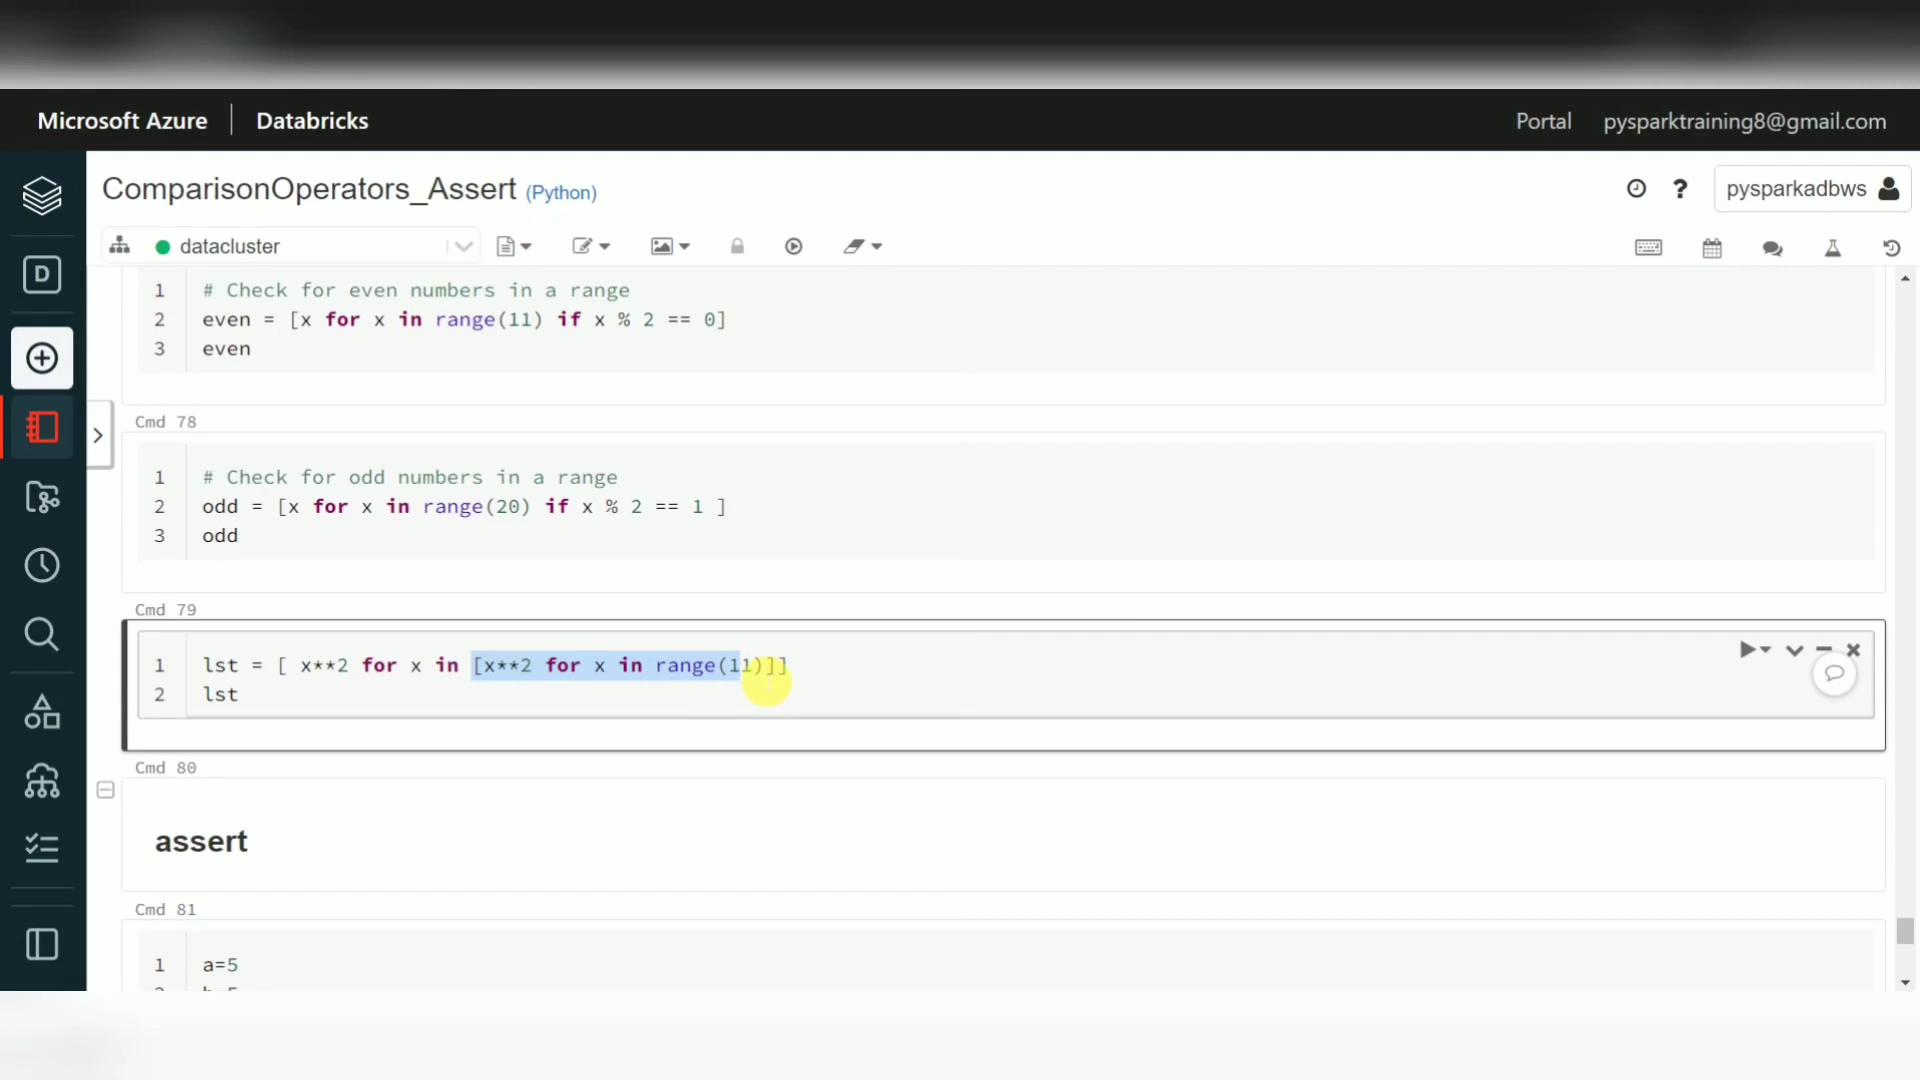 Microsoft Azure | Databricks
Portal pysparktraining8@gmail.com
ComparisonOperators_Assert (Python)
? pysparkadbws
D
datacluster
1 # Check for even numbers in a range
2 even = [x for x in range(11) if x % 2 == 0]
3 even
Cmd 78
1 # Check for odd numbers in a range
2 odd = [x for x in range(20) if x % 2 == 1 ]
3 odd
Cmd 79
1 lst = [ x**2 for x in [x**2 for x in range(11)]]
2 lst
Cmd 80
assert
Cmd 81
1 a=5